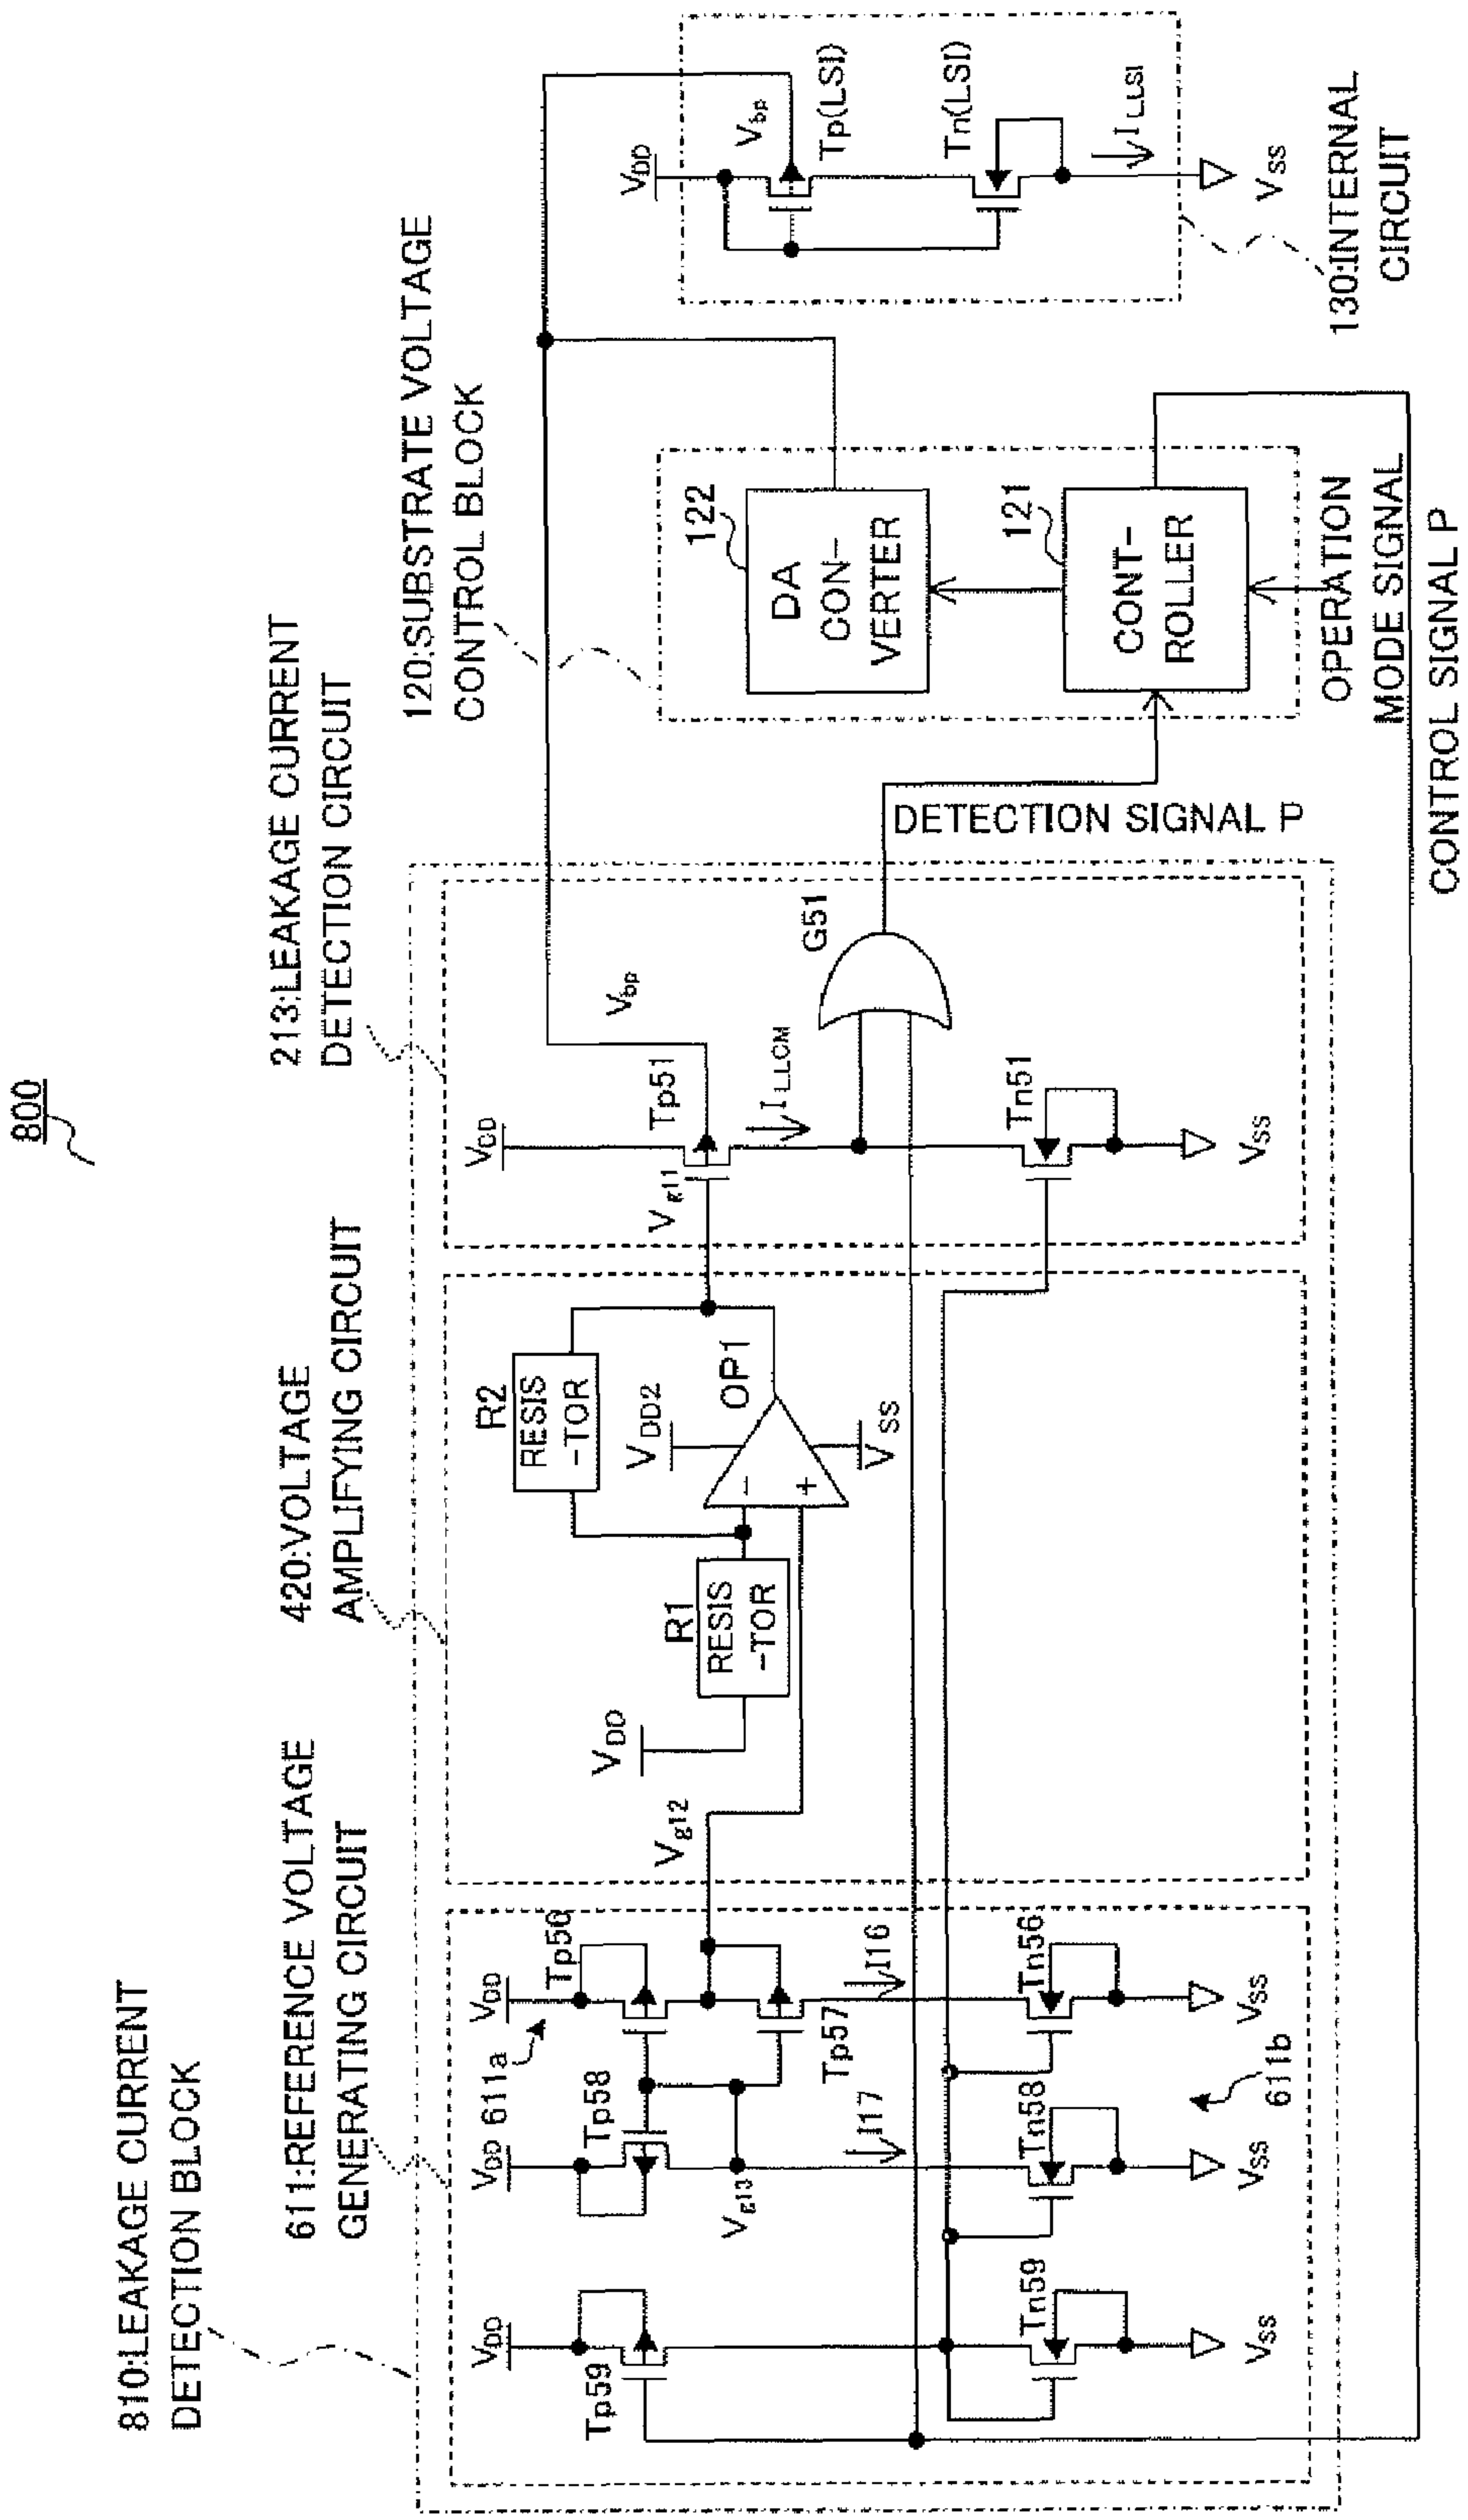 800
810:LEAKAGE CURRENT
DETECTION BLOCK
611:REFERENCE VOLTAGE
GENERATING CIRCUIT
420:VOLTAGE
AMPLIFYING CIRCUIT
213:LEAKAGE CURRENT
DETECTION CIRCUIT
120:SUBSTRATE VOLTAGE
CONTROL BLOCK
VDD
Tp59
Tn59
VSS
VDD
611a
Tp58
Vg13
I17
Tn58
VSS
611b
VDD
Tp56
Tp57
I16
Tn56
VSS
Vg12
VDD
R1
RESIS
-TOR
R2
RESIS
-TOR
VDD2
OP1
-
+
VSS
VDD
Vg11
Tp51
Vbp
ILLCM
G51
Tn51
VSS
DETECTION SIGNAL P
122
DA
CON-
VERTER
121
CONT-
ROLLER
OPERATION
MODE SIGNAL
CONTROL SIGNAL P
VDD
Vbp
Tp(LSI)
Tn(LSI)
ILLSI
VSS
130:INTERNAL
CIRCUIT